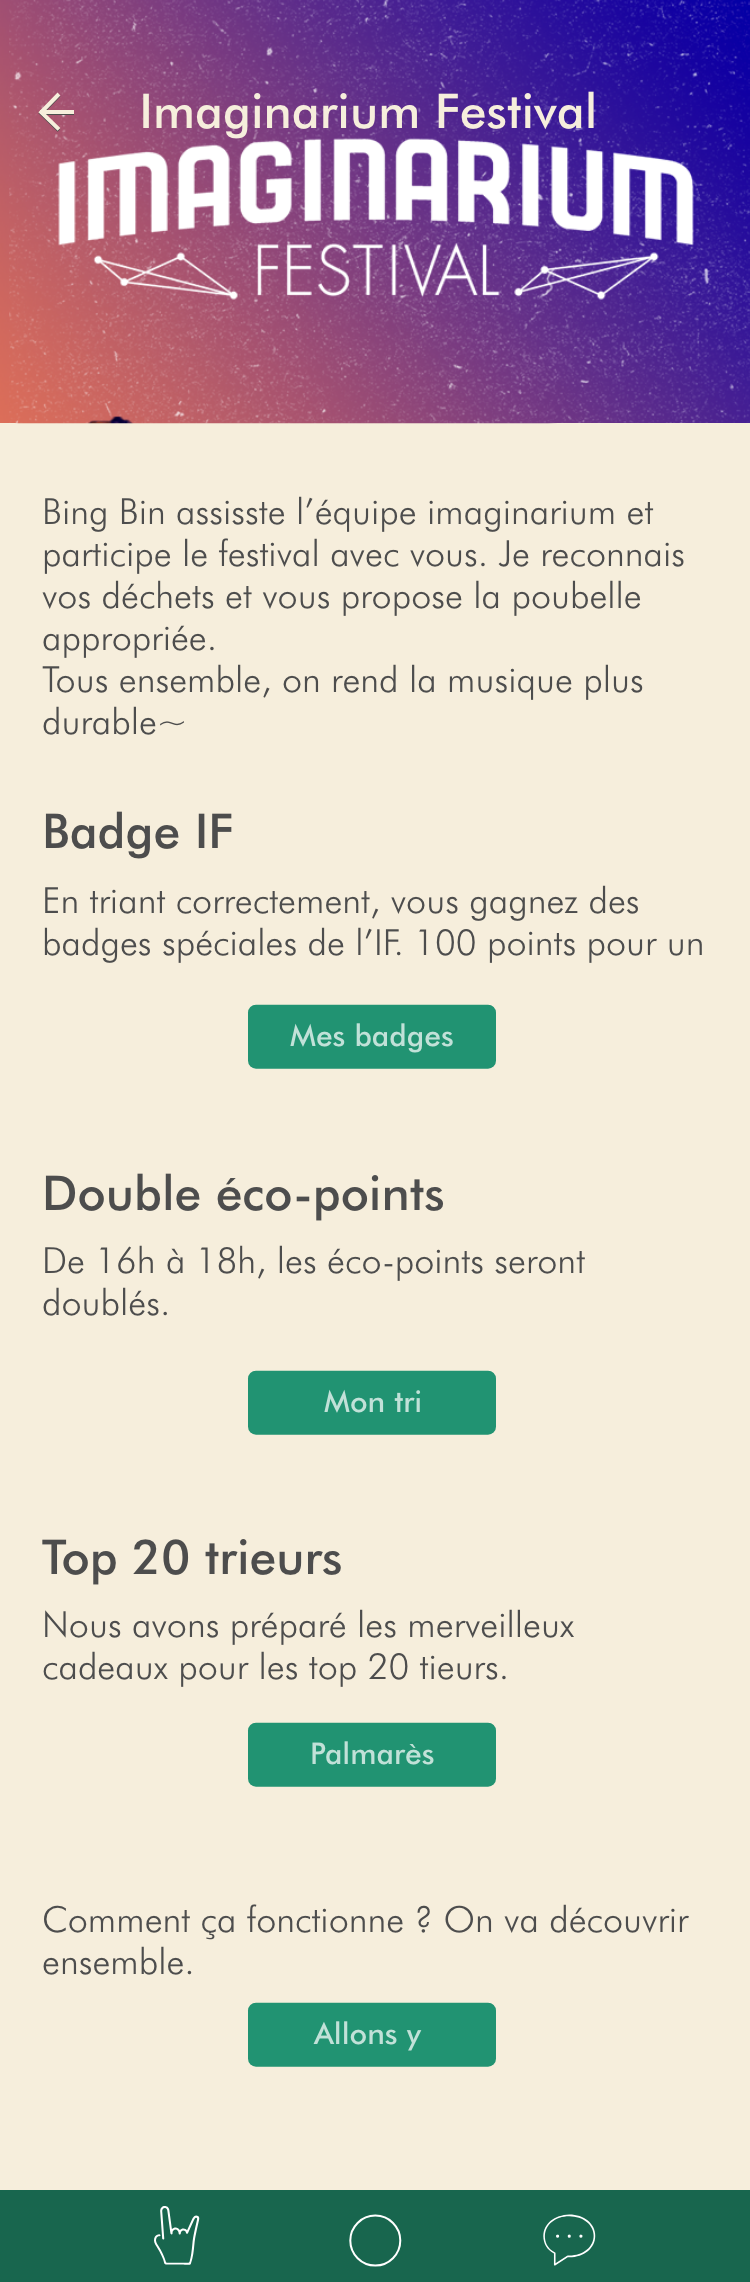 Imaginarium Festival
IMAGINARIUM
FESTIVAL
Bing Bin assisste l’équipe imaginarium et
participe le festival avec vous. Je reconnais
vos déchets et vous propose la poubelle
appropriée.
Tous ensemble, on rend la musique plus
durable~
Badge IF
En triant correctement, vous gagnez des
badges spéciales de l’IF. 100 points pour un
Mes badges
Double éco-points
De 16h à 18h, les éco-points seront
doublés.
Mon tri
Top 20 trieurs
Nous avons préparé les merveilleux
cadeaux pour les top 20 tieurs.
Palmarès
Comment ça fonctionne ? On va découvrir
ensemble.
Allons y